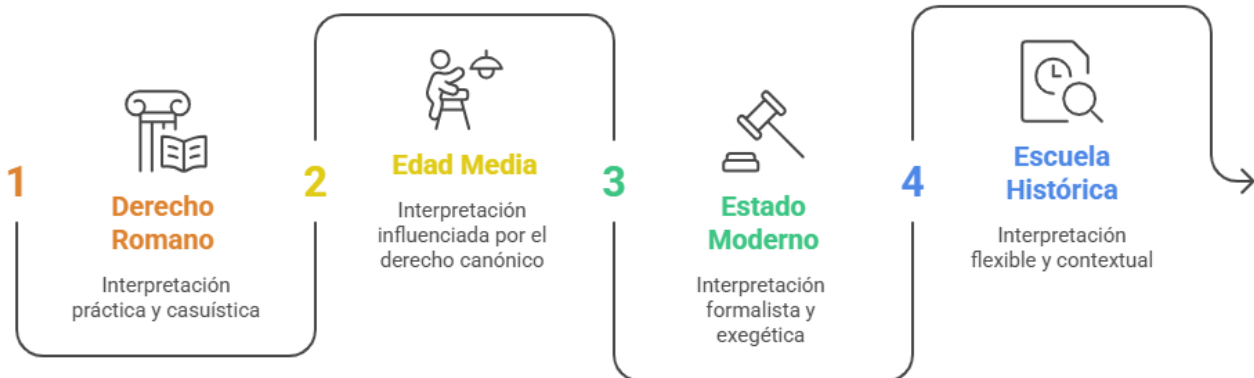 1
Derecho
Romano
Interpretación
práctica y casuística
2
Edad Media
Interpretación
influenciada por el
derecho canónico
3
Estado
Moderno
Interpretación
formalista y
exegética
4
Escuela
Histórica
Interpretación
flexible y contextual